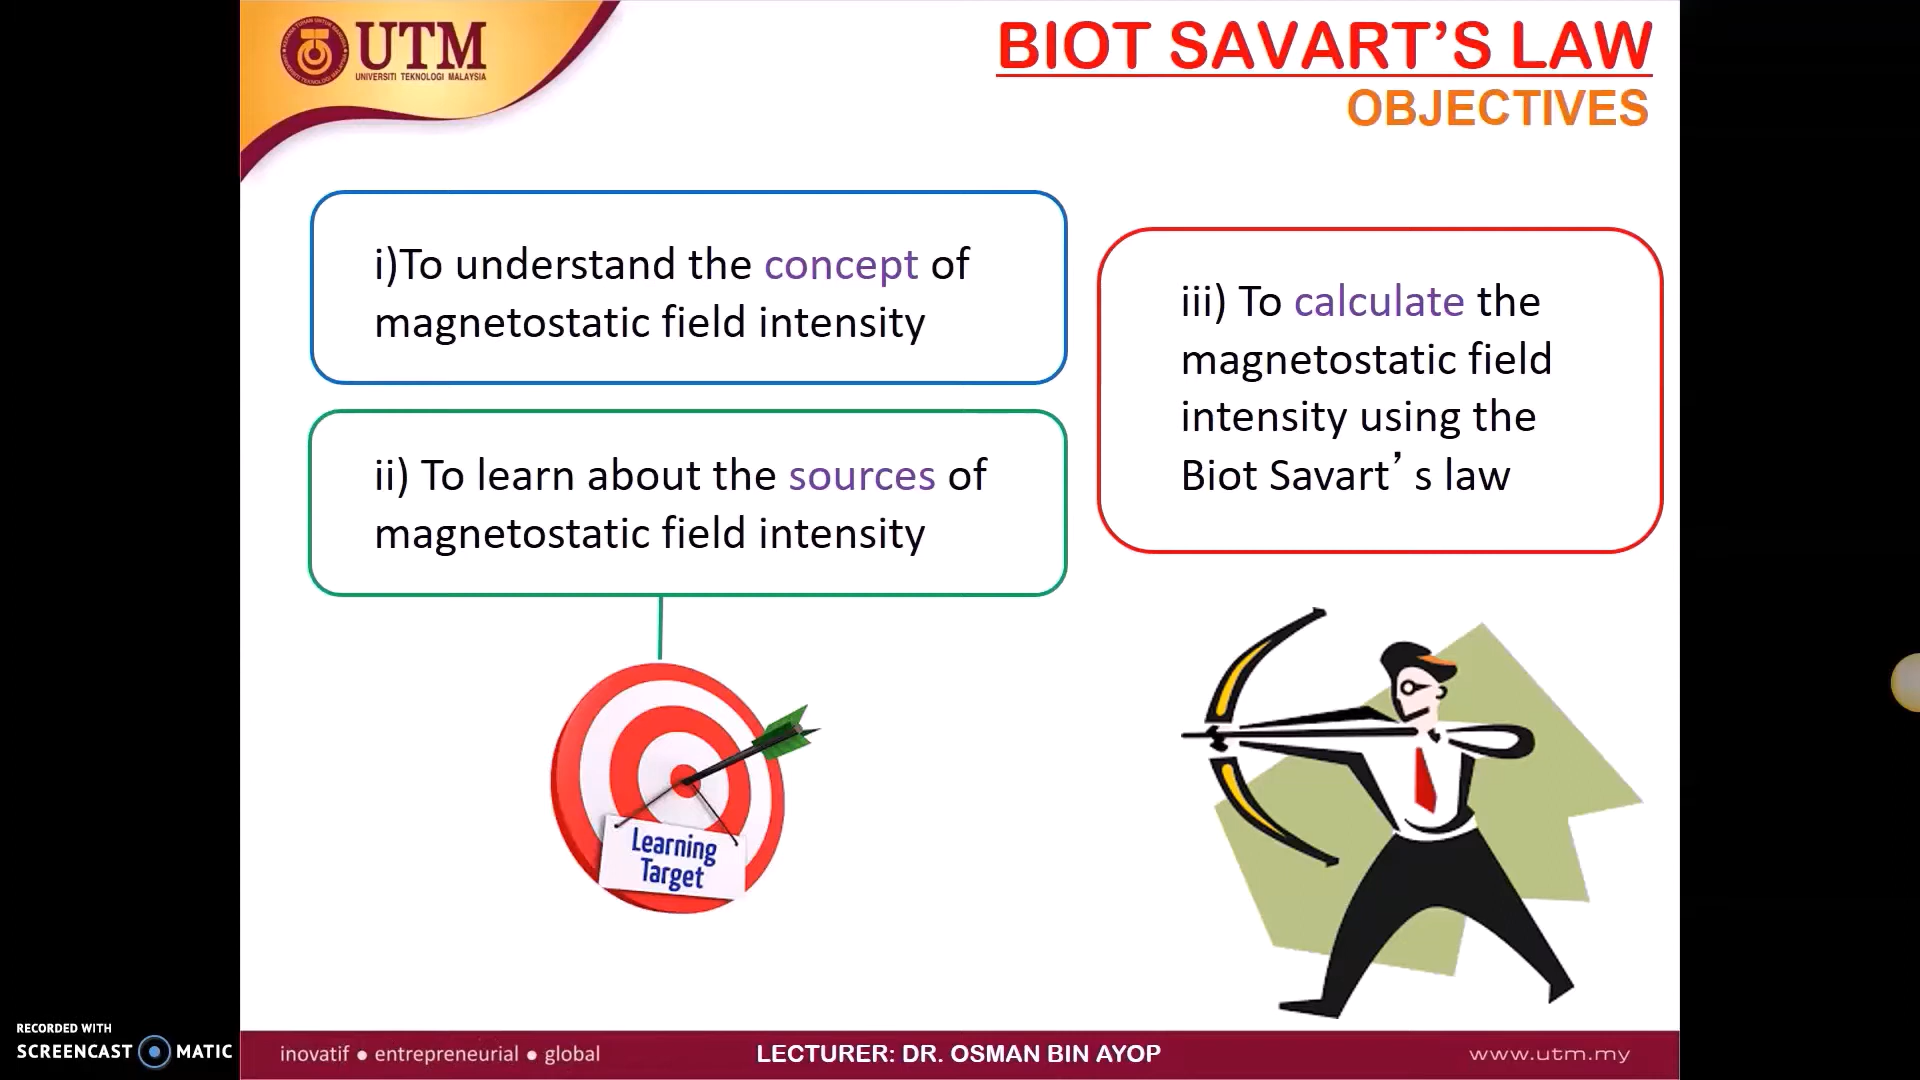 UTM
UNIVERSITI TEKNOLOGI MALAYSIA
BIOT SAVART’S LAW
OBJECTIVES
i)To understand the concept of
magnetostatic field intensity
ii) To learn about the sources of
magnetostatic field intensity
iii) To calculate the
magnetostatic field
intensity using the
Biot Savart’ s law
Learning
Target
RECORDED WITH
SCREENCAST MATIC
inovatif ● entrepreneurial ● global
LECTURER: DR. OSMAN BIN AYOP
www.utm.my